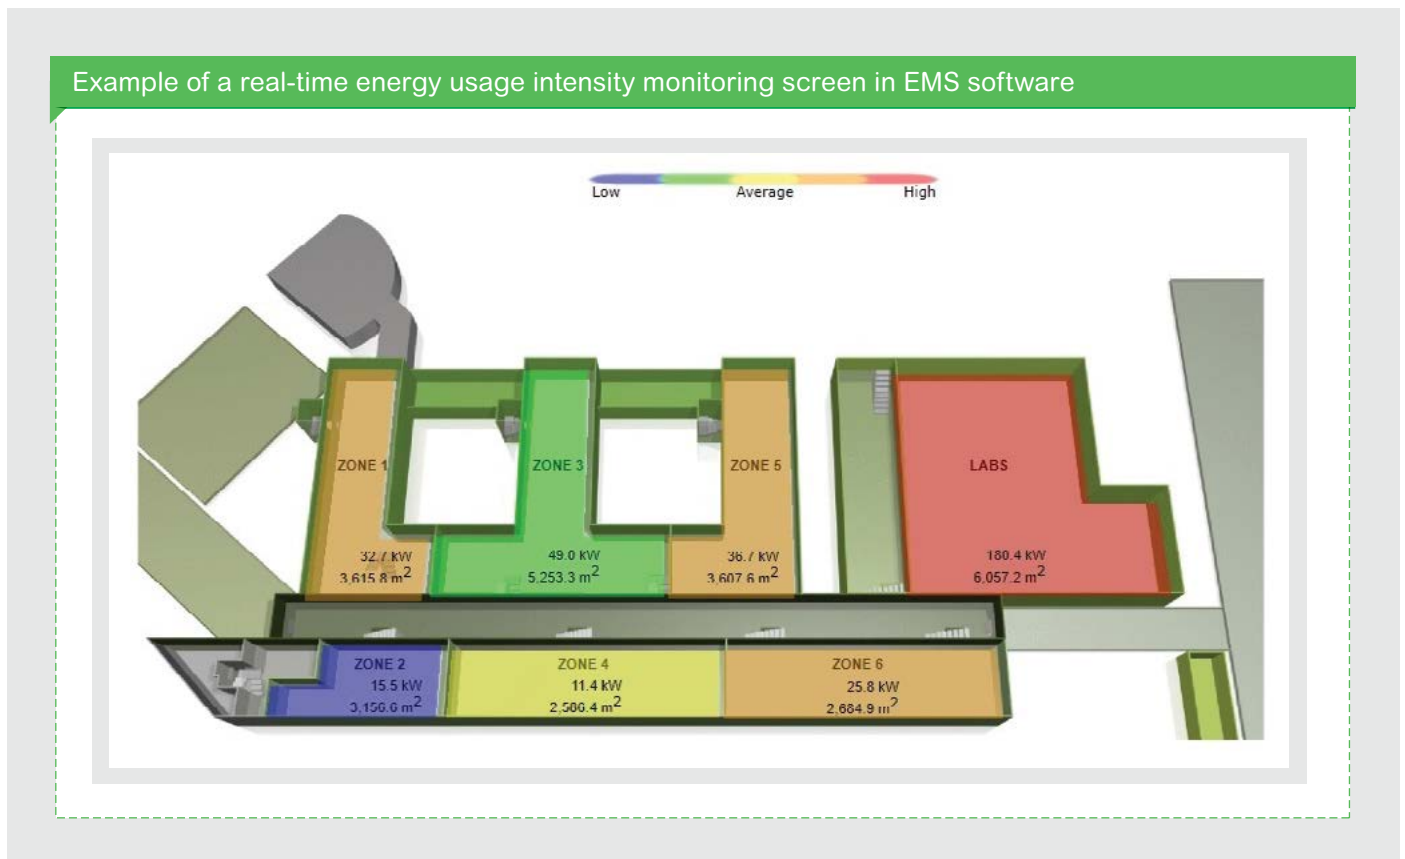 Example of a real-time energy usage intensity monitoring screen in EMS software
Low Average High
ZONE 1
32.7 kW
3,615.8 m²
ZONE 3
49.0 kW
5,253.3 m²
ZONE 5
36.7 kW
3,607.6 m²
LABS
180.4 kW
6,057.2 m²
ZONE 2
15.5 kW
3,156.6 m²
ZONE 4
11.4 kW
2,586.4 m²
ZONE 6
25.8 kW
2,684.9 m²